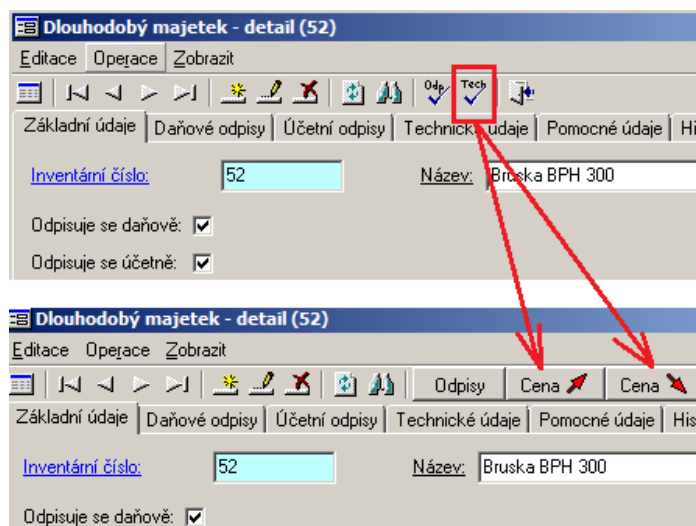 Dlouhodobý majetek - detail (52)
Editace Operace Zobrazit
Odp Tech
Základní údaje Daňové odpisy Účetní odpisy Technické údaje Pomocné údaje Hi
Inventární číslo: 52 Název: Bruska BPH 300
Odpisuje se daňově:
Odpisuje se účetně:
Dlouhodobý majetek - detail (52)
Editace Operace Zobrazit
Odpisy Cena Cena
Základní údaje Daňové odpisy Účetní odpisy Technické údaje Pomocné údaje His
Inventární číslo: 52 Název: Bruska BPH 300
Odpisuje se daňově: